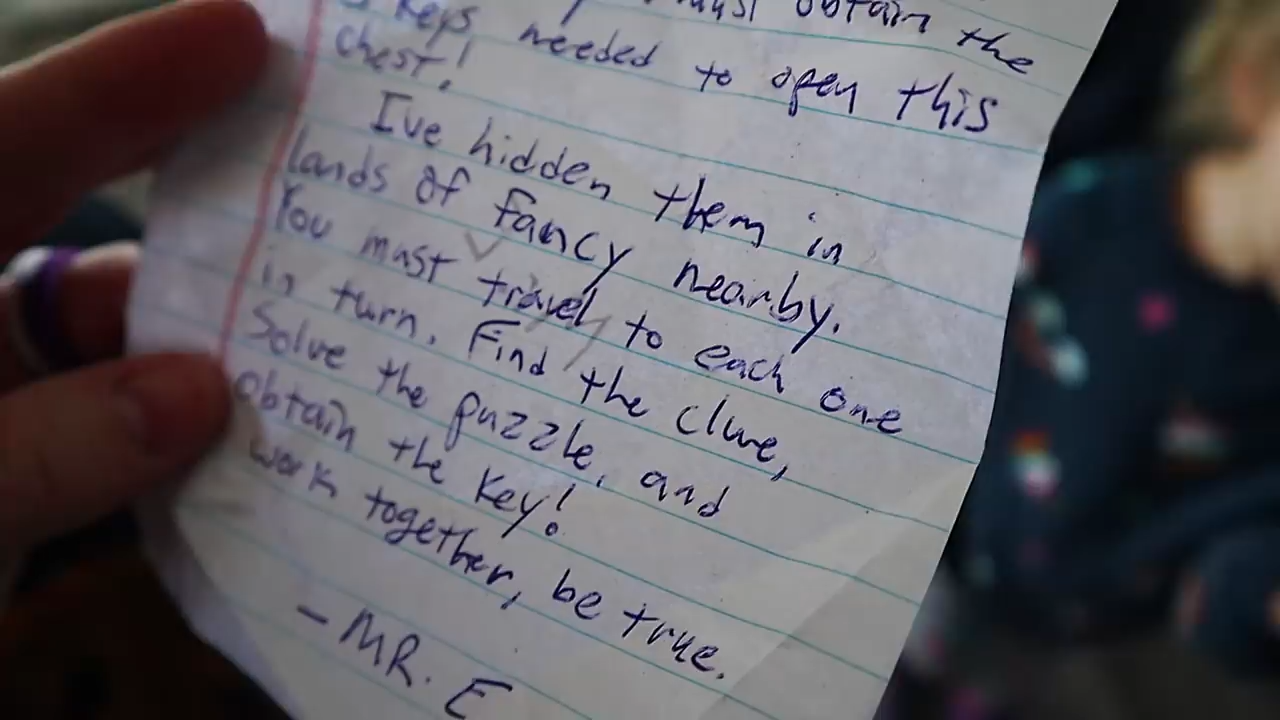 must obtain the
keys needed to open this
chest!
I've hidden them in
lands of fancy nearby.
You must travel to each one
in turn. Find the clue,
Solve the puzzle, and
obtain the key!
work together, be true.
- MR. E